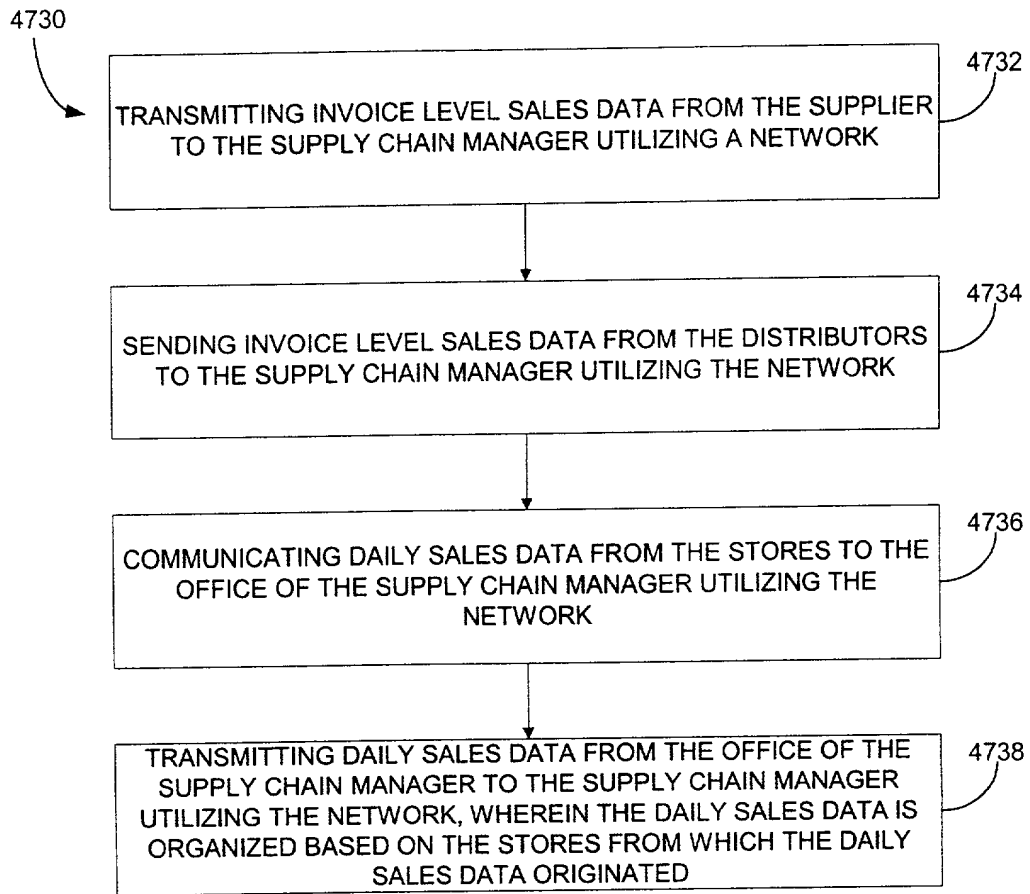 4730
4732
TRANSMITTING INVOICE LEVEL SALES DATA FROM THE SUPPLIER
TO THE SUPPLY CHAIN MANAGER UTILIZING A NETWORK
4734
SENDING INVOICE LEVEL SALES DATA FROM THE DISTRIBUTORS
TO THE SUPPLY CHAIN MANAGER UTILIZING THE NETWORK
4736
COMMUNICATING DAILY SALES DATA FROM THE STORES TO THE
OFFICE OF THE SUPPLY CHAIN MANAGER UTILIZING THE
NETWORK
4738
TRANSMITTING DAILY SALES DATA FROM THE OFFICE OF THE
SUPPLY CHAIN MANAGER TO THE SUPPLY CHAIN MANAGER
UTILIZING THE NETWORK, WHEREIN THE DAILY SALES DATA IS
ORGANIZED BASED ON THE STORES FROM WHICH THE DAILY
SALES DATA ORIGINATED